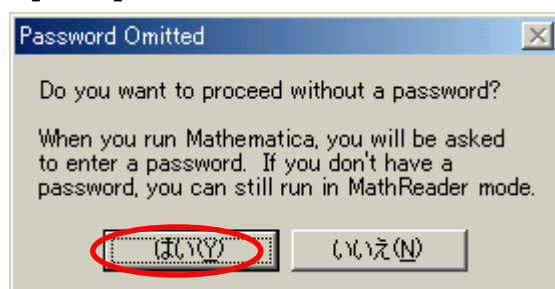 Password Omitted
Do you want to proceed without a password?
When you run Mathematica, you will be asked
to enter a password. If you don't have a
password, you can still run in MathReader mode.
はい(Y) いいえ(N)